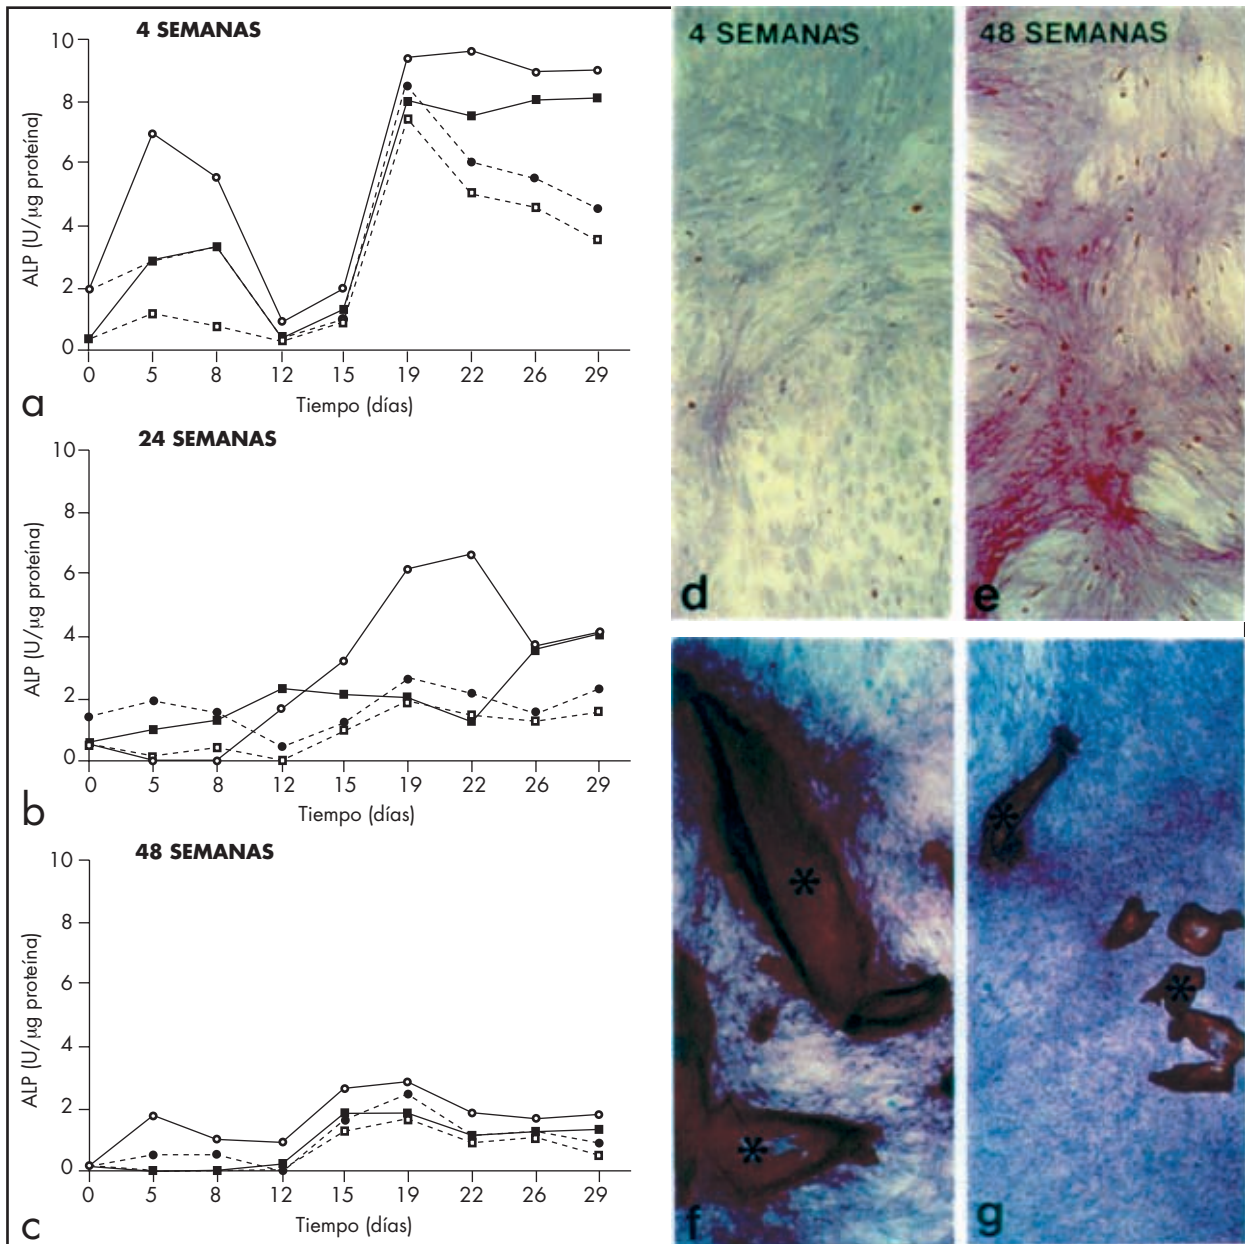 4 SEMANAS
10
8
6
4
2
0
ALP (U/μg proteína)
0 5 8 12 15 19 22 26 29
Tiempo (días)
a
24 SEMANAS
10
8
6
4
2
0
ALP (U/μg proteína)
0 5 8 12 15 19 22 26 29
Tiempo (días)
b
48 SEMANAS
10
8
6
4
2
0
ALP (U/μg proteína)
0 5 8 12 15 19 22 26 29
Tiempo (días)
c
4 SEMANAS
d
48 SEMANAS
e
*
*
f
*
*
g